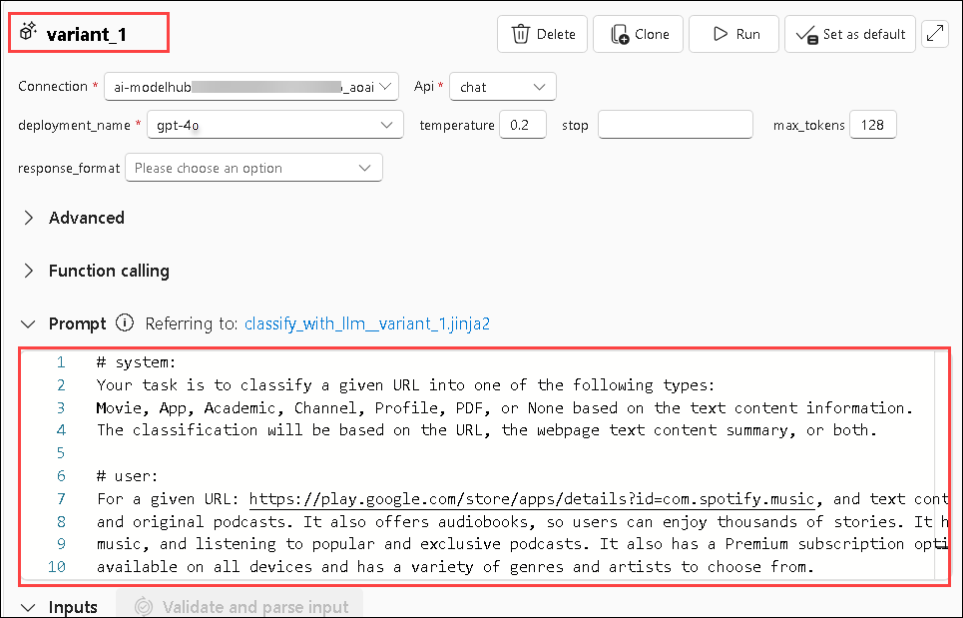 variant_1
Delete
Clone
Run
Set as default
Connection * ai-modelhub _aoai Api * chat
deployment_name * gpt-4o temperature 0.2 stop max_tokens 128
response_format Please choose an option
Advanced
Function calling
Prompt Referring to: classify_with_llm__variant_1.jinja2
1 # system:
2 Your task is to classify a given URL into one of the following types:
3 Movie, App, Academic, Channel, Profile, PDF, or None based on the text content information.
4 The classification will be based on the URL, the webpage text content summary, or both.
5
6 # user:
7 For a given URL: https://play.google.com/store/apps/details?id=com.spotify.music, and text cont
8 and original podcasts. It also offers audiobooks, so users can enjoy thousands of stories. It h
9 music, and listening to popular and exclusive podcasts. It also has a Premium subscription opti
10 available on all devices and has a variety of genres and artists to choose from.
Inputs Validate and parse input